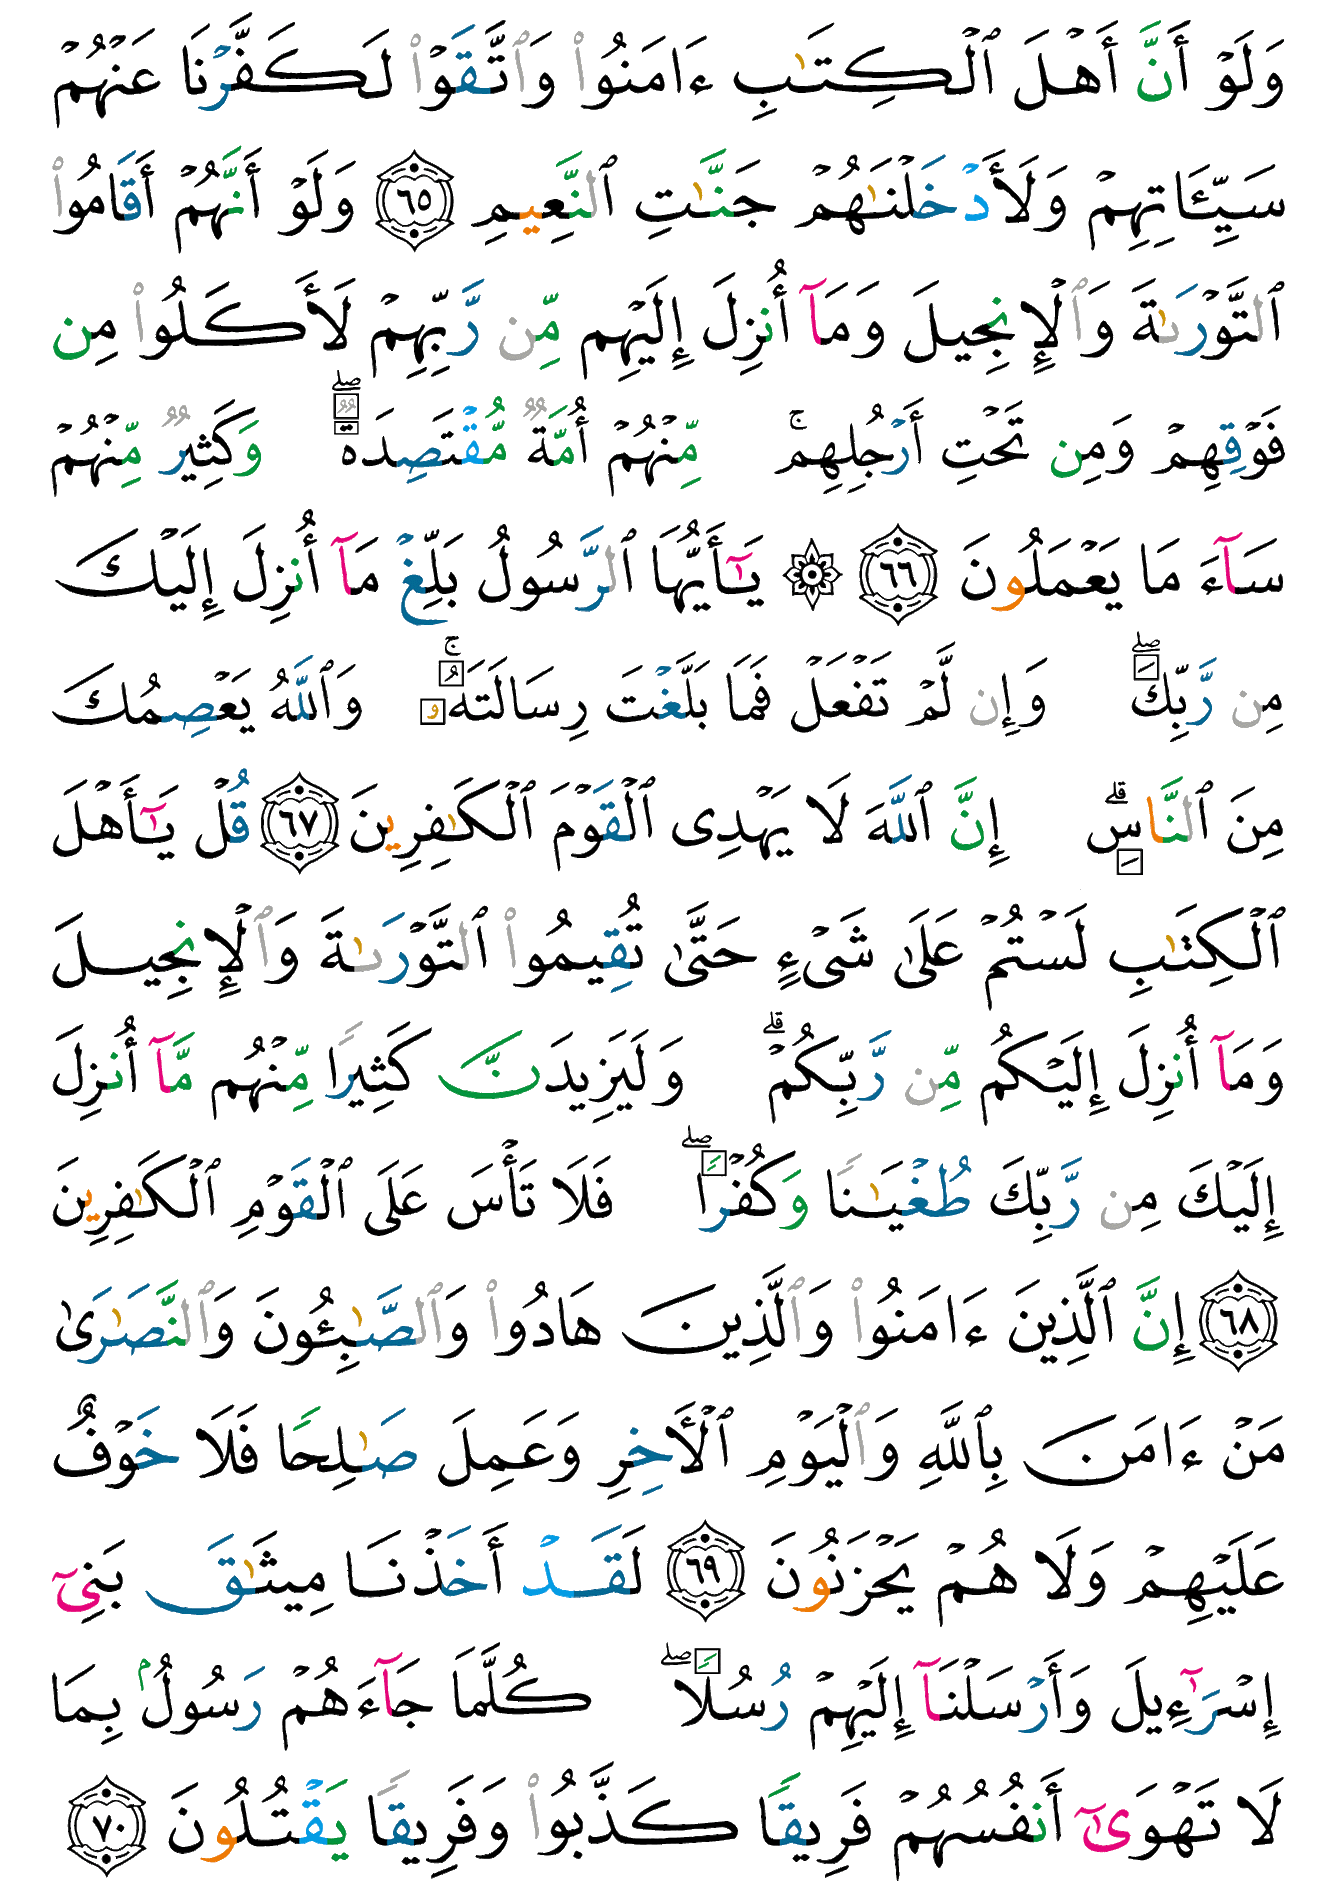 وَلَوْ أَنَّ أَهْلَ ٱلْكِتَـٰبِ ءَامَنُوا۟ وَٱتَّقَوْا۟ لَكَفَّرْنَا عَنْهُمْ
سَيِّـَٔاتِهِمْ وَلَأَدْخَلْنَـٰهُمْ جَنَّـٰتِ ٱلنَّعِيمِ ٦٥ وَلَوْ أَنَّهُمْ أَقَامُوا۟
ٱلتَّوْرَىٰةَ وَٱلْإِنجِيلَ وَمَآ أُنزِلَ إِلَيْهِم مِّن رَّبِّهِمْ لَأَكَلُوا۟ مِن
فَوْقِهِمْ وَمِن تَحْتِ أَرْجُلِهِم ۚ مِّنْهُمْ أُمَّةٌ مُّقْتَصِدَةٌ ۖ وَكَثِيرٌ مِّنْهُمْ
سَآءَ مَا يَعْمَلُونَ ٦٦ ۞ يَـٰٓأَيُّهَا ٱلرَّسُولُ بَلِّغْ مَآ أُنزِلَ إِلَيْكَ
مِن رَّبِّكَ ۖ وَإِن لَّمْ تَفْعَلْ فَمَا بَلَّغْتَ رِسَالَتَهُۥ ۚ وَٱللَّهُ يَعْصِمُكَ
مِنَ ٱلنَّاسِ ۗ إِنَّ ٱللَّهَ لَا يَهْدِى ٱلْقَوْمَ ٱلْكَـٰفِرِينَ ٦٧ قُلْ يَـٰٓأَهْلَ
ٱلْكِتَـٰبِ لَسْتُمْ عَلَىٰ شَىْءٍ حَتَّىٰ تُقِيمُوا۟ ٱلتَّوْرَىٰةَ وَٱلْإِنجِيلَ
وَمَآ أُنزِلَ إِلَيْكُم مِّن رَّبِّكُمْ ۗ وَلَيَزِيدَنَّ كَثِيرًا مِّنْهُم مَّآ أُنزِلَ
إِلَيْكَ مِن رَّبِّكَ طُغْيَـٰنًا وَكُفْرًا ۖ فَلَا تَأْسَ عَلَى ٱلْقَوْمِ ٱلْكَـٰفِرِينَ
٦٨ إِنَّ ٱلَّذِينَ ءَامَنُوا۟ وَٱلَّذِينَ هَادُوا۟ وَٱلصَّـٰبِـُٔونَ وَٱلنَّصَـٰرَىٰ
مَنْ ءَامَنَ بِٱللَّهِ وَٱلْيَوْمِ ٱلْـَٔاخِرِ وَعَمِلَ صَـٰلِحًا فَلَا خَوْفٌ
عَلَيْهِمْ وَلَا هُمْ يَحْزَنُونَ ٦٩ لَقَدْ أَخَذْنَا مِيثَـٰقَ بَنِىٓ
إِسْرَٰٓءِيلَ وَأَرْسَلْنَآ إِلَيْهِمْ رُسُلًا ۖ كُلَّمَا جَآءَهُمْ رَسُولٌۢ بِمَا
لَا تَهْوَىٰٓ أَنفُسُهُمْ فَرِيقًا كَذَّبُوا۟ وَفَرِيقًا يَقْتُلُونَ ٧٠